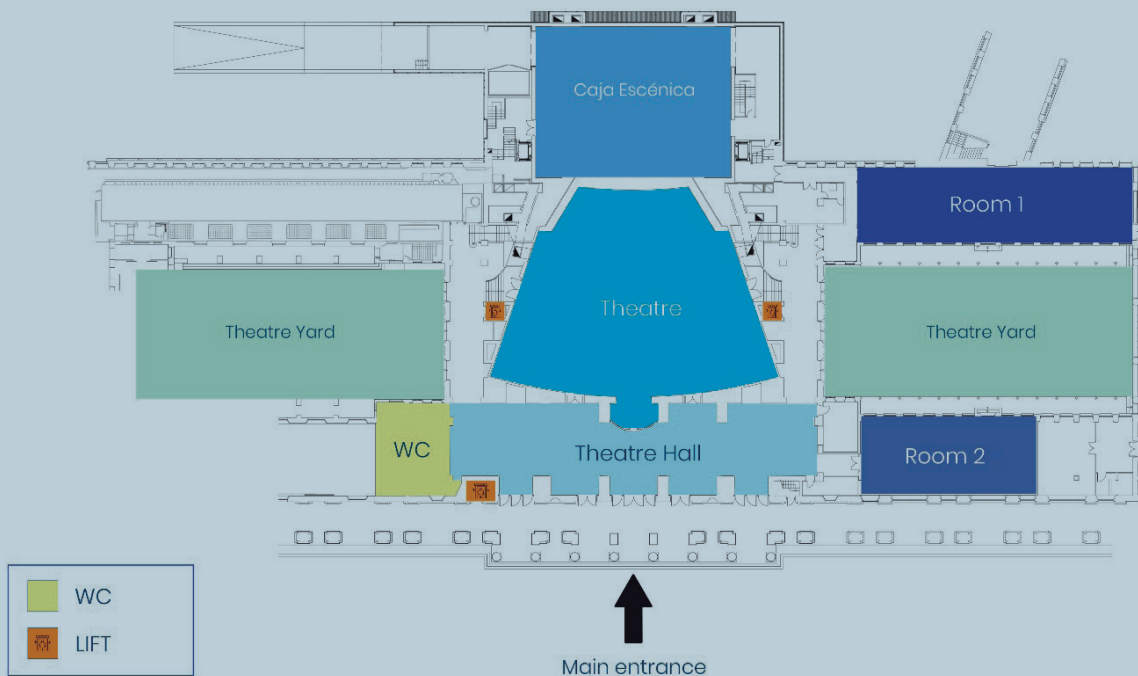 Caja Escénica
Room 1
Theatre
Theatre Yard
Theatre Yard
WC
Theatre Hall
Room 2
WC
LIFT
Main entrance